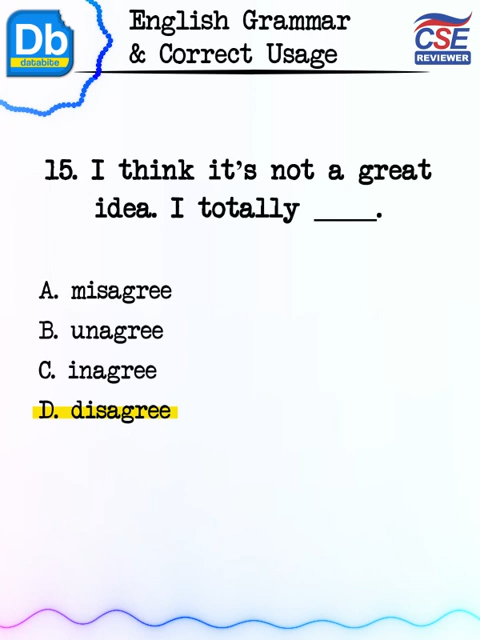 Db
databite
English Grammar
& Correct Usage
CSE
REVIEWER
15. I think it's not a great
idea. I totally ____.
A. misagree
B. unagree
C. inagree
D. disagree